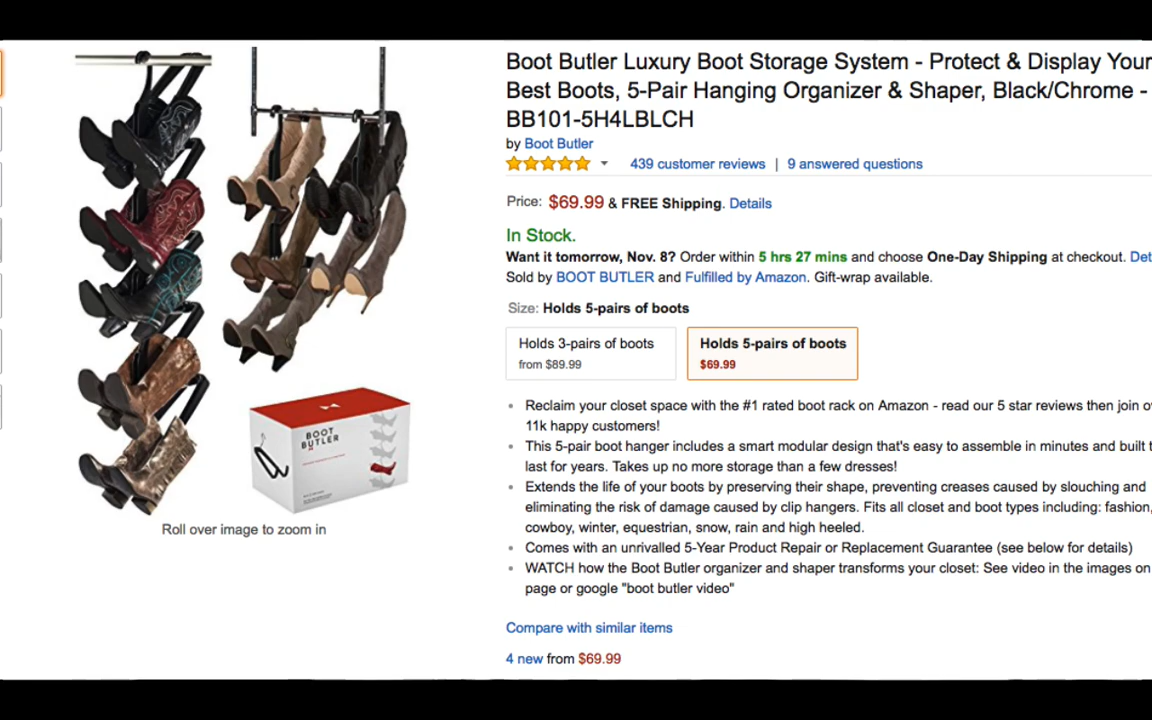 Boot Butler Luxury Boot Storage System - Protect & Display Your
Best Boots, 5-Pair Hanging Organizer & Shaper, Black/Chrome -
BB101-5H4LBLCH
by Boot Butler
439 customer reviews | 9 answered questions
Price: $69.99 & FREE Shipping. Details
In Stock.
Want it tomorrow, Nov. 8? Order within 5 hrs 27 mins and choose One-Day Shipping at checkout.
Sold by BOOT BUTLER and Fulfilled by Amazon. Gift-wrap available.
Size: Holds 5-pairs of boots
Holds 3-pairs of boots
from $89.99
Holds 5-pairs of boots
$69.99
Reclaim your closet space with the #1 rated boot rack on Amazon - read our 5 star reviews then join
11k happy customers!
This 5-pair boot hanger includes a smart modular design that's easy to assemble in minutes and built
last for years. Takes up no more storage than a few dresses!
Extends the life of your boots by preserving their shape, preventing creases caused by slouching and
eliminating the risk of damage caused by clip hangers. Fits all closet and boot types including: fashion,
cowboy, winter, equestrian, snow, rain and high heeled.
Comes with an unrivalled 5-Year Product Repair or Replacement Guarantee (see below for details)
WATCH how the Boot Butler organizer and shaper transforms your closet: See video in the images on
page or google "boot butler video"
Compare with similar items
4 new from $69.99
BOOT
BUTLER
Roll over image to zoom in